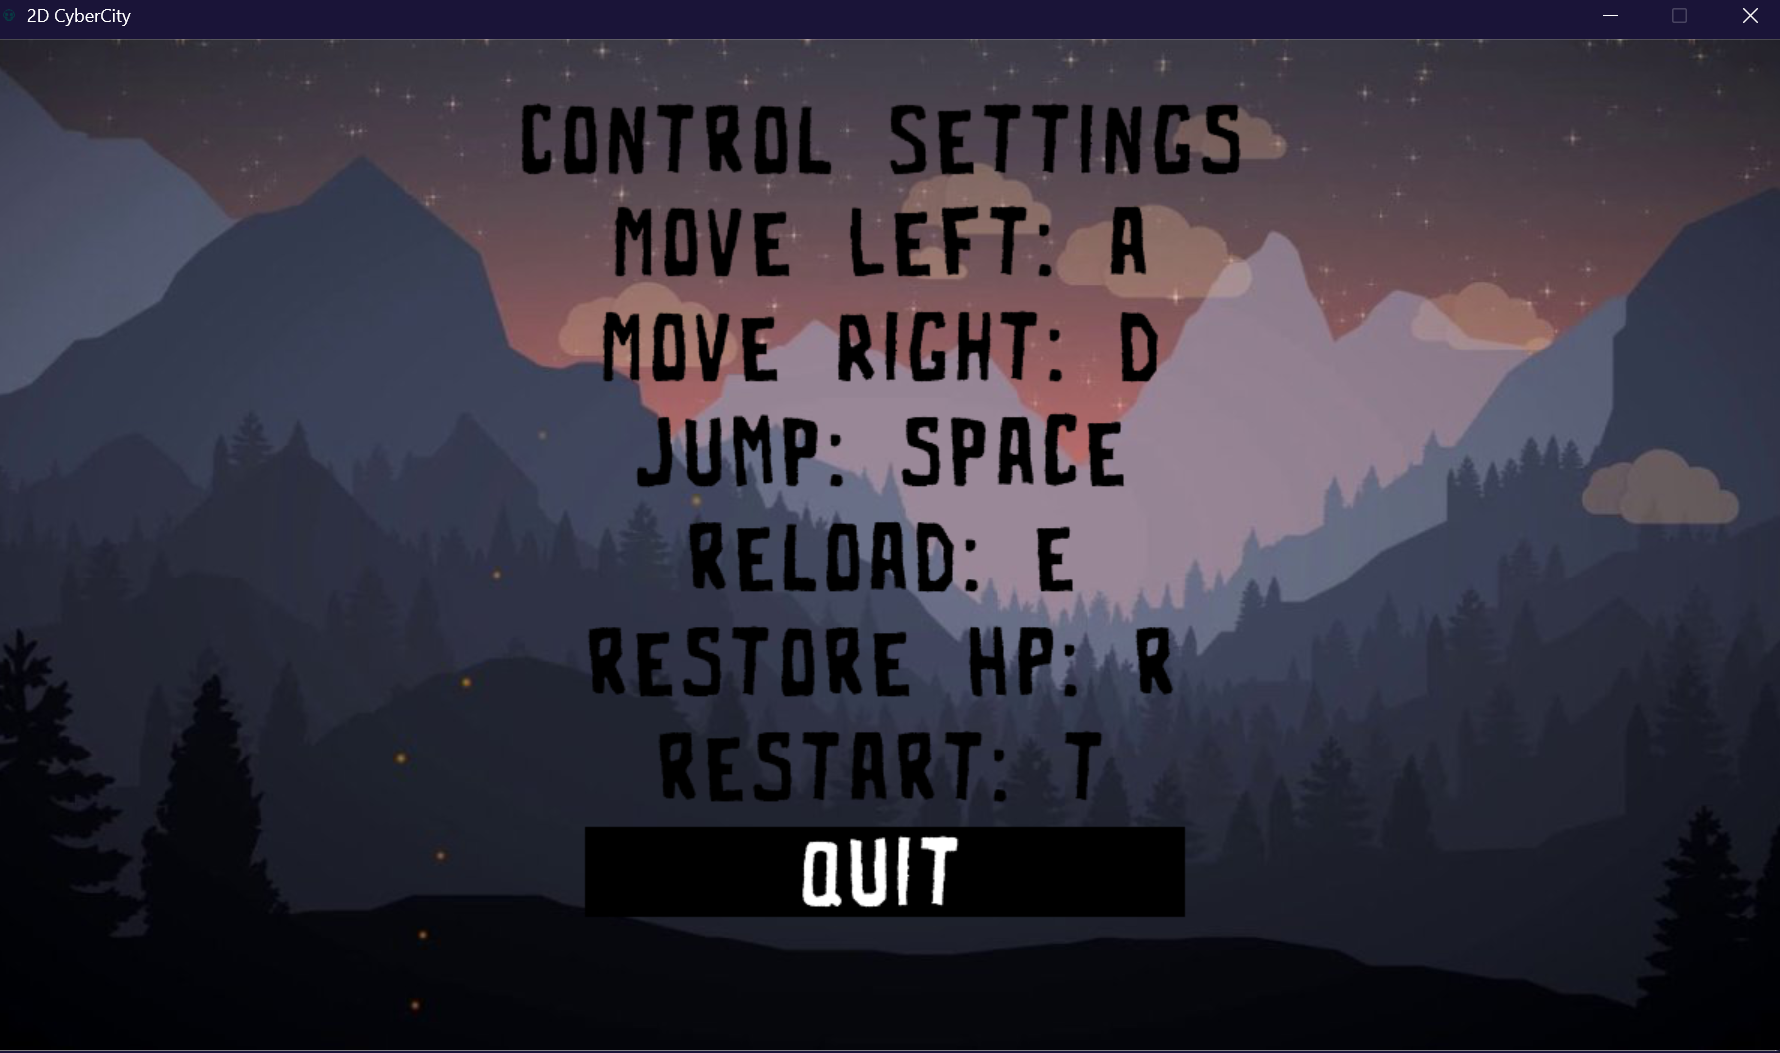 2D CyberCity
CONTROL SETTINGS
MOVE LEFT: A
MOVE RIGHT: D
JUMP: SPACE
RELOAD: E
RESTORE HP: R
RESTART: T
QUIT